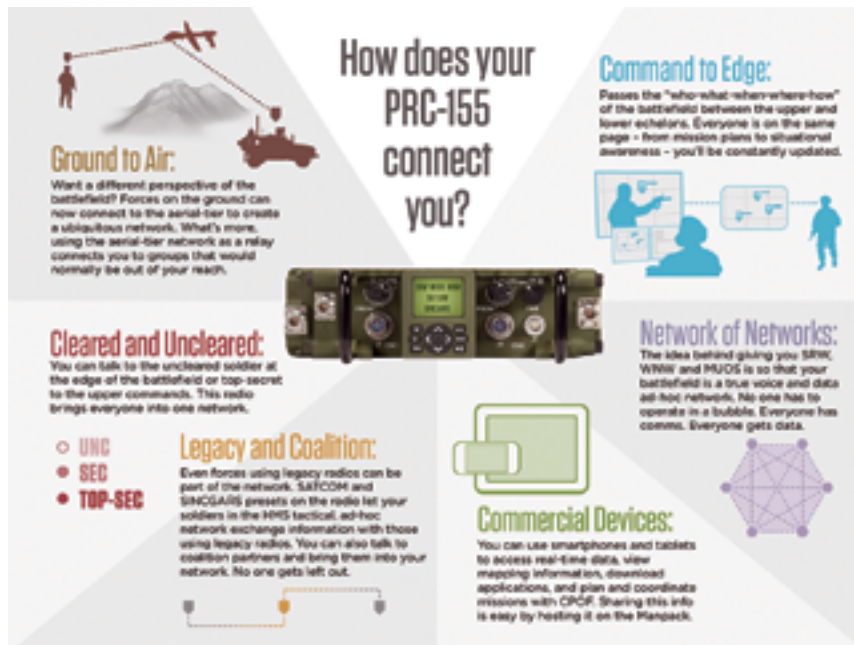 How does your
PRC-155
connect
you?
Ground to Air:
Want a different perspective of the
battlefield? Forces on the ground can
now connect to the aerial-tier to create
a ubiquitous network. What's more,
using the aerial-tier network as a relay
connects you to groups that would
normally be out of your reach.
Command to Edge:
Passes the "who-what-when-where-how"
of the battlefield between the upper and
lower echelons. Everyone is on the same
page - from mission plans to situational
awareness - you'll be constantly updated.
Cleared and Uncleared:
You can talk to the uncleared soldier at
the edge of the battlefield or top-secret
to the upper commands. This radio
brings everyone into one network.
UNC
SEC
TOP-SEC
Network of Networks:
The idea behind giving you SRW,
WNW and MUOS is so that your
battlefield is a true voice and data
ad-hoc network. No one has to
operate in a bubble. Everyone has
comms. Everyone gets data.
Legacy and Coalition:
Even forces using legacy radios can be
part of the network. SATCOM and
SINCGARS presets on the radio let your
soldiers in the HMS tactical ad-hoc
network exchange information with those
using legacy radios. You can also talk to
coalition partners and bring them into your
network. No one gets left out.
Commercial Devices:
You can use smartphones and tablets
to access real-time data, view
mapping information, download
applications, and plan and coordinate
missions with CPOF. Sharing this info
is easy by hosting it on the Manpack.